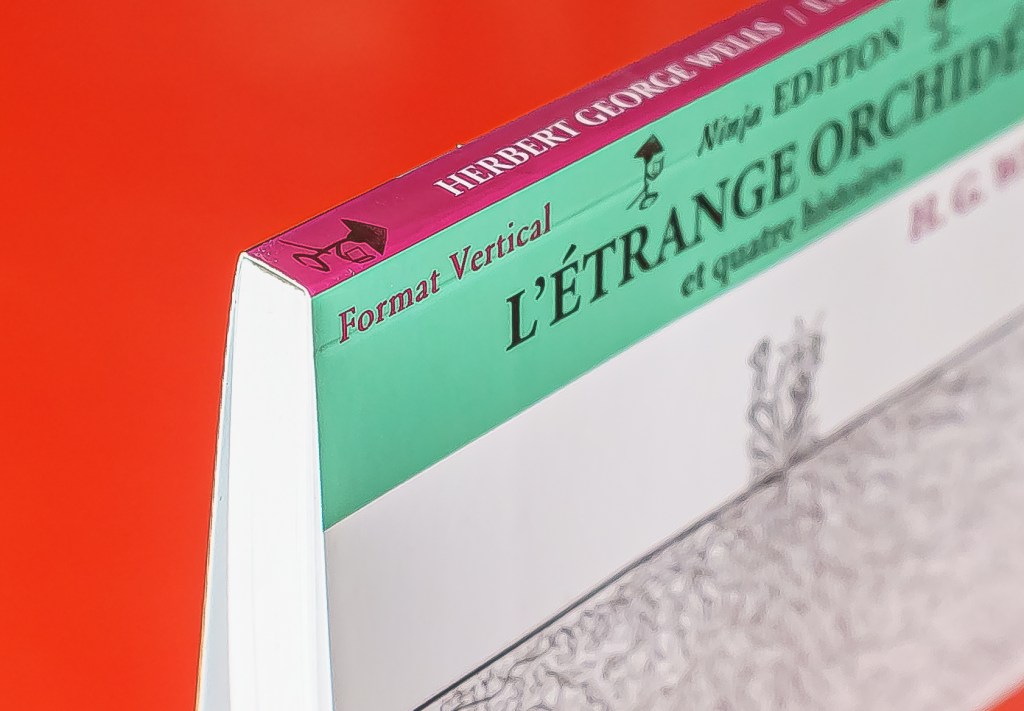 HERBERT GEORGE WELLS /
Ninja EDITION
Format Vertical
L'ÉTRANGE ORCHIDÉ
et quatre histoires
H. G. W